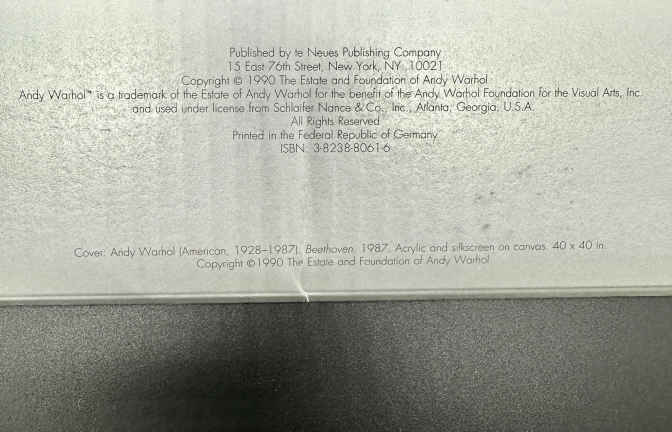 Published by te Neues Publishing Company
15 East 76th Street, New York, NY 10021
Copyright © 1990 The Estate and Foundation of Andy Warhol
Andy Warhol™ is a trademark of the Estate of Andy Warhol for the benefit of the Andy Warhol Foundation for the Visual Arts, Inc.
and used under license from Schlaifer Nance & Co., Inc., Atlanta, Georgia, U.S.A.
All Rights Reserved
Printed in the Federal Republic of Germany
ISBN: 3-8238-8061-6
Cover: Andy Warhol (American, 1928–1987). Beethoven, 1987. Acrylic and silkscreen on canvas. 40 x 40 in.
Copyright ©1990 The Estate and Foundation of Andy Warhol